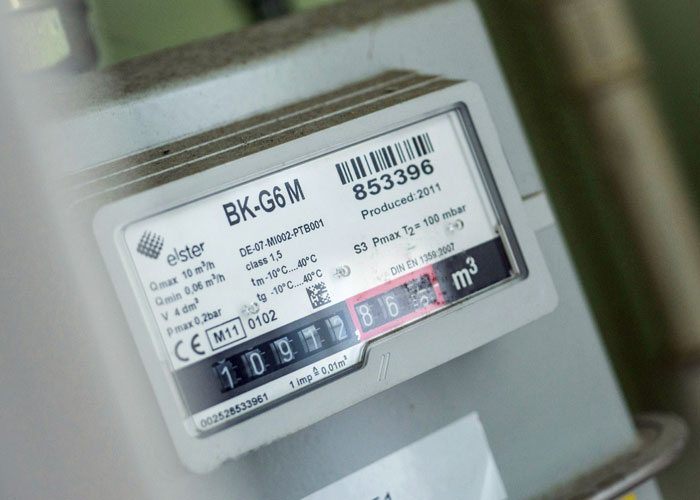 BK-G6 M
853396
Produced: 2011
elster
DE-07-MI002-PTB001
class 1,5
tm -10°C....40°C
tg -10°C....40°C
S3 Pmax T2= 100 mbar
DIN EN 1359:2007
Qmax 10 m³/h
Qmin 0,06 m³/h
V 4 dm³
pmax 0,2bar
CE M11 0102
10912,86 m³
1 imp ≙ 0,01m³
002528533961